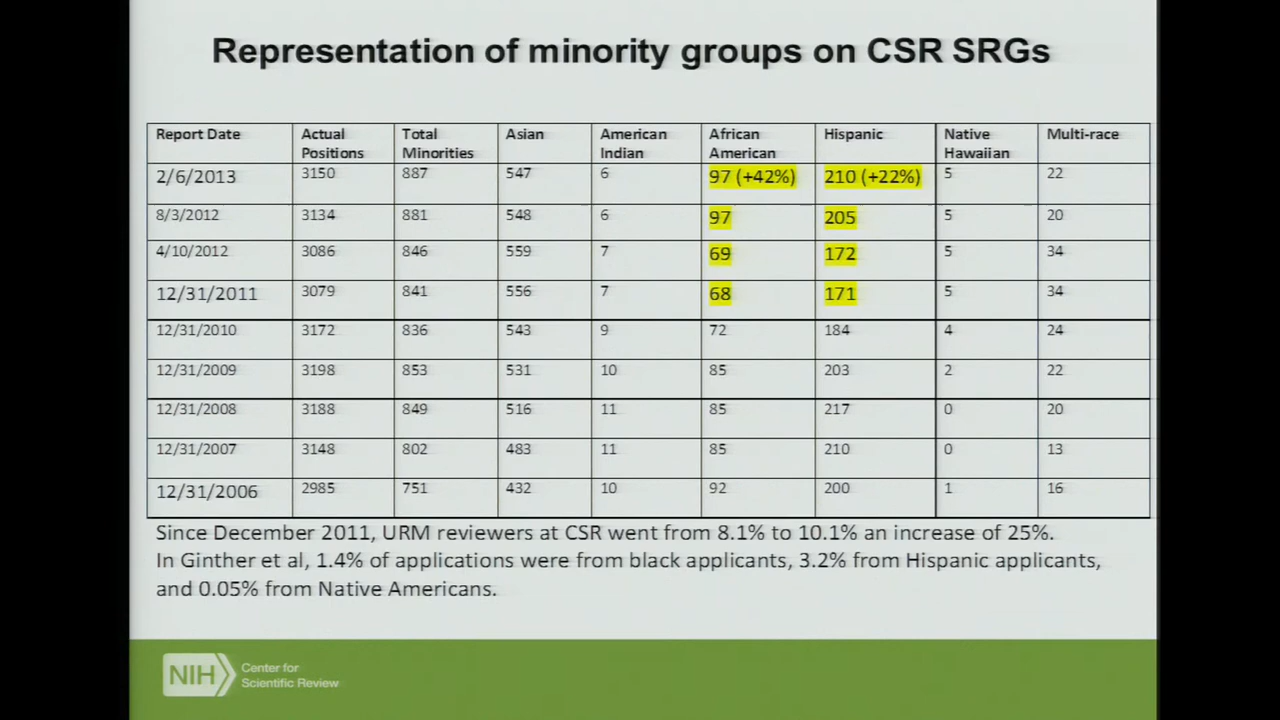 Representation of minority groups on CSR SRGs
Report Date Actual Positions Total Minorities Asian American Indian African American Hispanic Native Hawaiian Multi-race
2/6/2013 3150 887 547 6 97 (+42%) 210 (+22%) 5 22
8/3/2012 3134 881 548 6 97 205 5 20
4/10/2012 3086 846 559 7 69 172 5 34
12/31/2011 3079 841 556 7 68 171 5 34
12/31/2010 3172 836 543 9 72 184 4 24
12/31/2009 3198 853 531 10 85 203 2 22
12/31/2008 3188 849 516 11 85 217 0 20
12/31/2007 3148 802 483 11 85 210 0 13
12/31/2006 2985 751 432 10 92 200 1 16
Since December 2011, URM reviewers at CSR went from 8.1% to 10.1% an increase of 25%.
In Ginther et al, 1.4% of applications were from black applicants, 3.2% from Hispanic applicants,
and 0.05% from Native Americans.
NIH Center for
Scientific Review